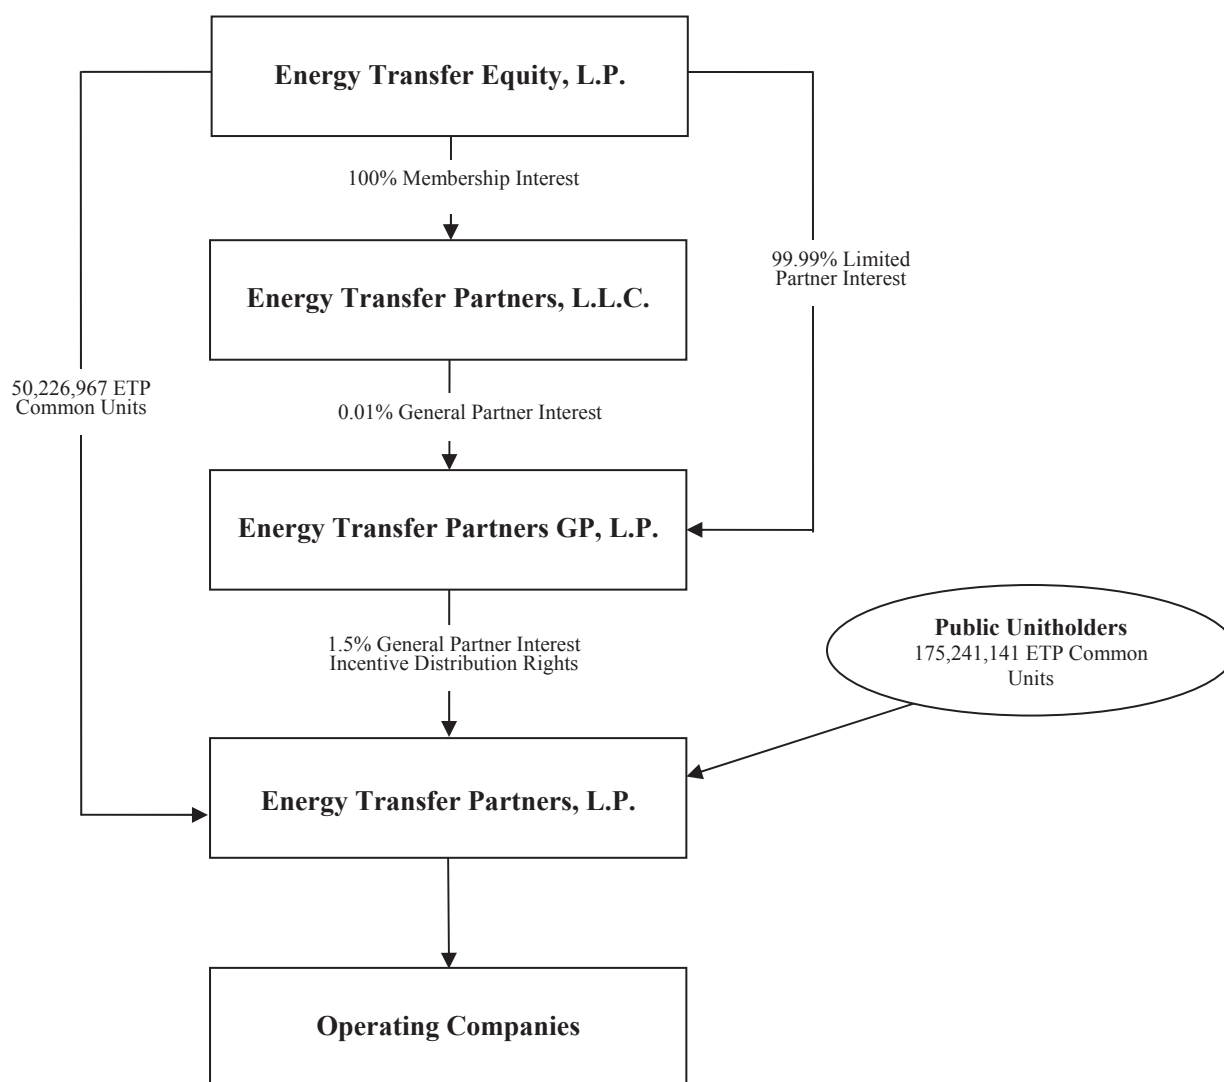 Energy Transfer Equity, L.P.
100% Membership Interest
Energy Transfer Partners, L.L.C.
99.99% Limited
Partner Interest
50,226,967 ETP
Common Units
0.01% General Partner Interest
Energy Transfer Partners GP, L.P.
1.5% General Partner Interest
Incentive Distribution Rights
Public Unitholders
175,241,141 ETP Common
Units
Energy Transfer Partners, L.P.
Operating Companies